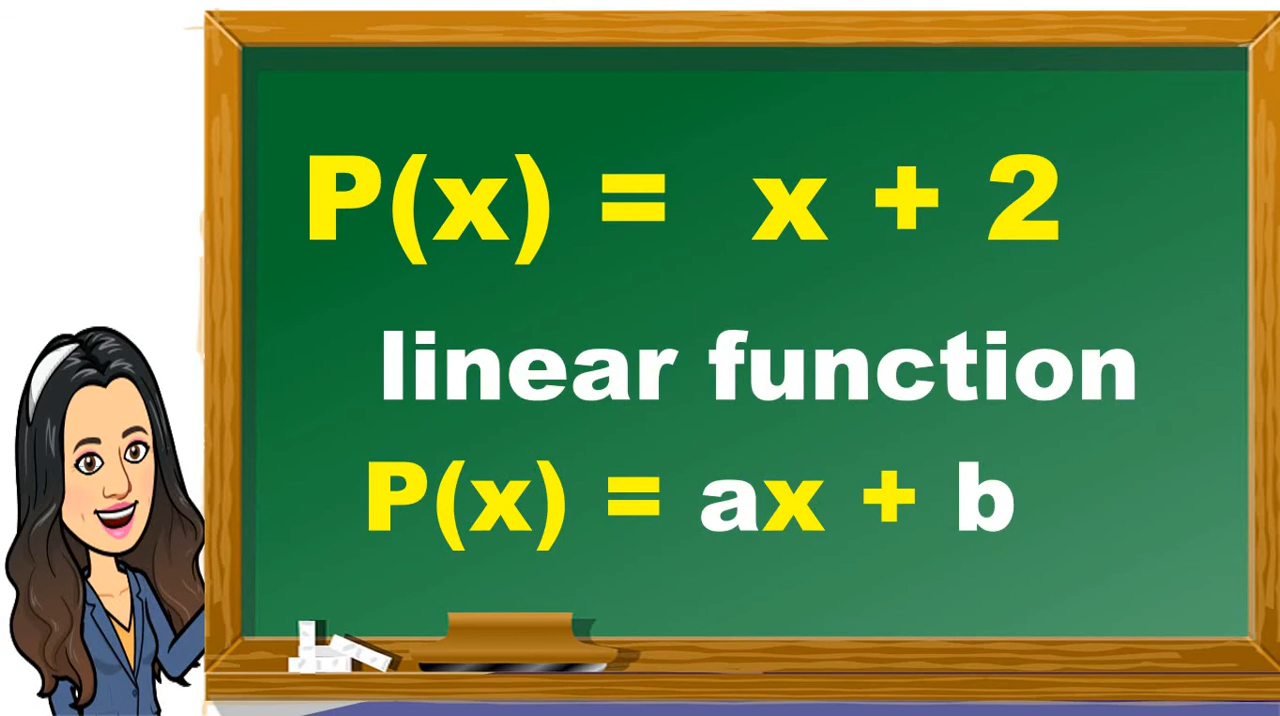 P(x) = x + 2
linear function
P(x) = ax + b